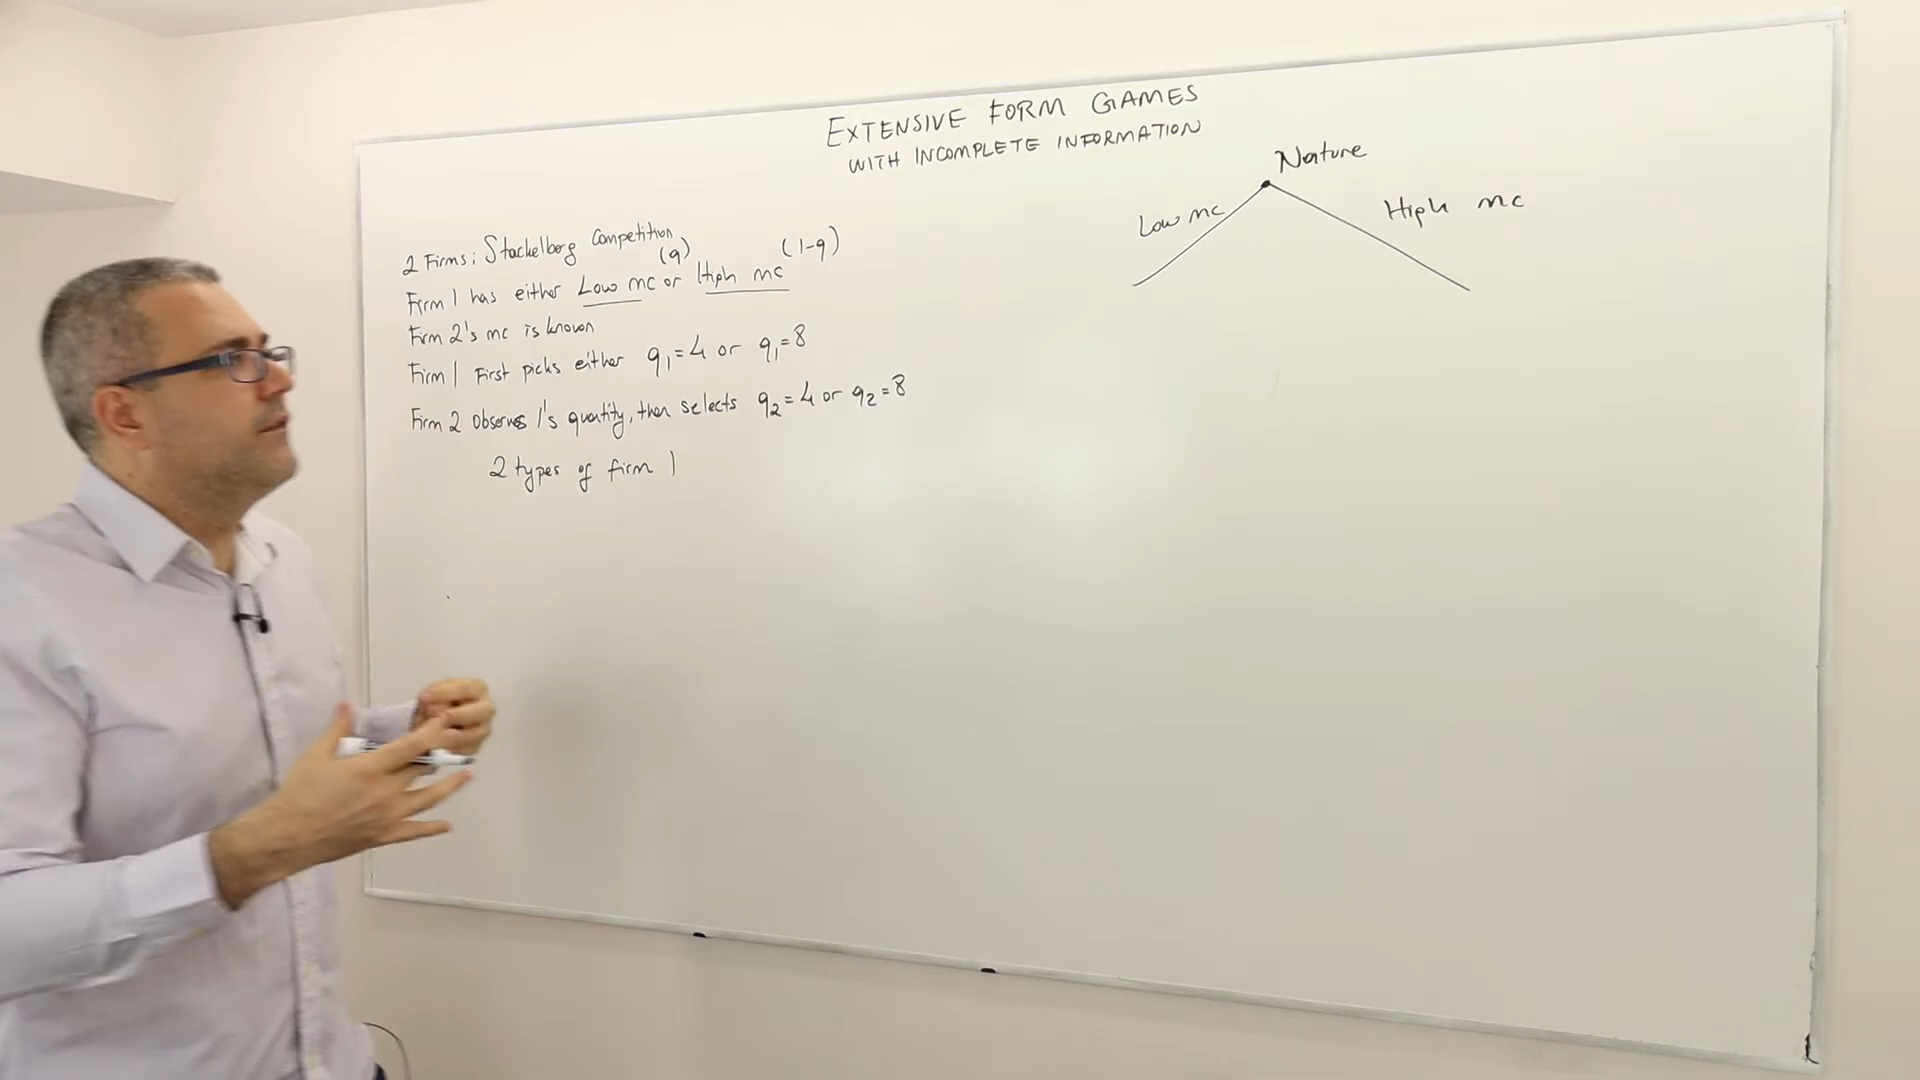 EXTENSIVE FORM GAMES
WITH INCOMPLETE INFORMATION
2 Firms: Stackelberg Competition
(q) (1-q)
Firm 1 has either Low mc or High mc
Firm 2's mc is known
Firm 1 First picks either q₁=4 or q₁=8
Firm 2 observes 1's quantity, then selects q₂=4 or q₂=8
2 types of firm 1
Nature
Low mc
High mc